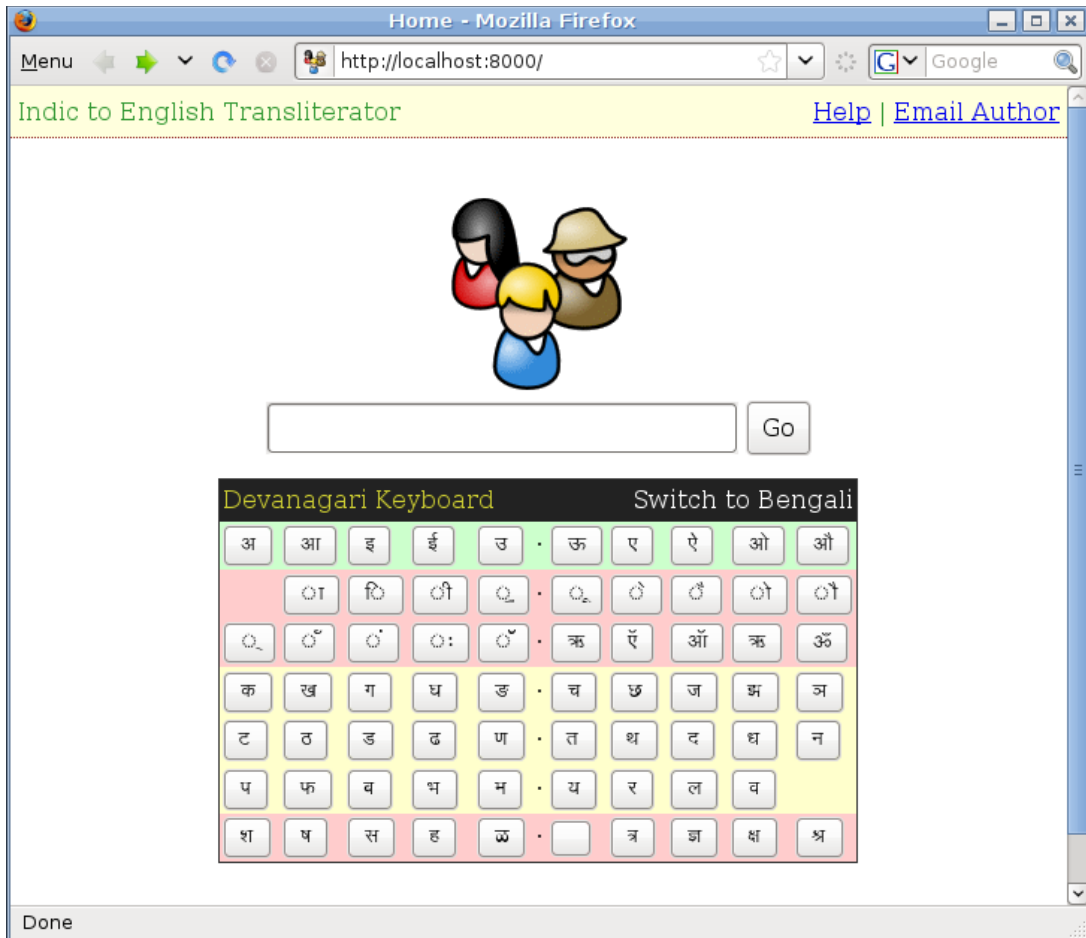 Home - Mozilla Firefox
Menu http://localhost:8000/ Google
Indic to English Transliterator Help | Email Author
Go
Devanagari Keyboard Switch to Bengali
अ आ इ ई उ · ऊ ए ऐ ओ औ
ा ि ी ु · ू े ै ो ौ
् ँ ं ः ॅ · ऋ ऍ ऑ ऋ ॐ
क ख ग घ ङ · च छ ज झ ञ
ट ठ ड ढ ण · त थ द ध न
प फ ब भ म · य र ल व
श ष स ह ळ · त्र ज्ञ क्ष श्र
Done